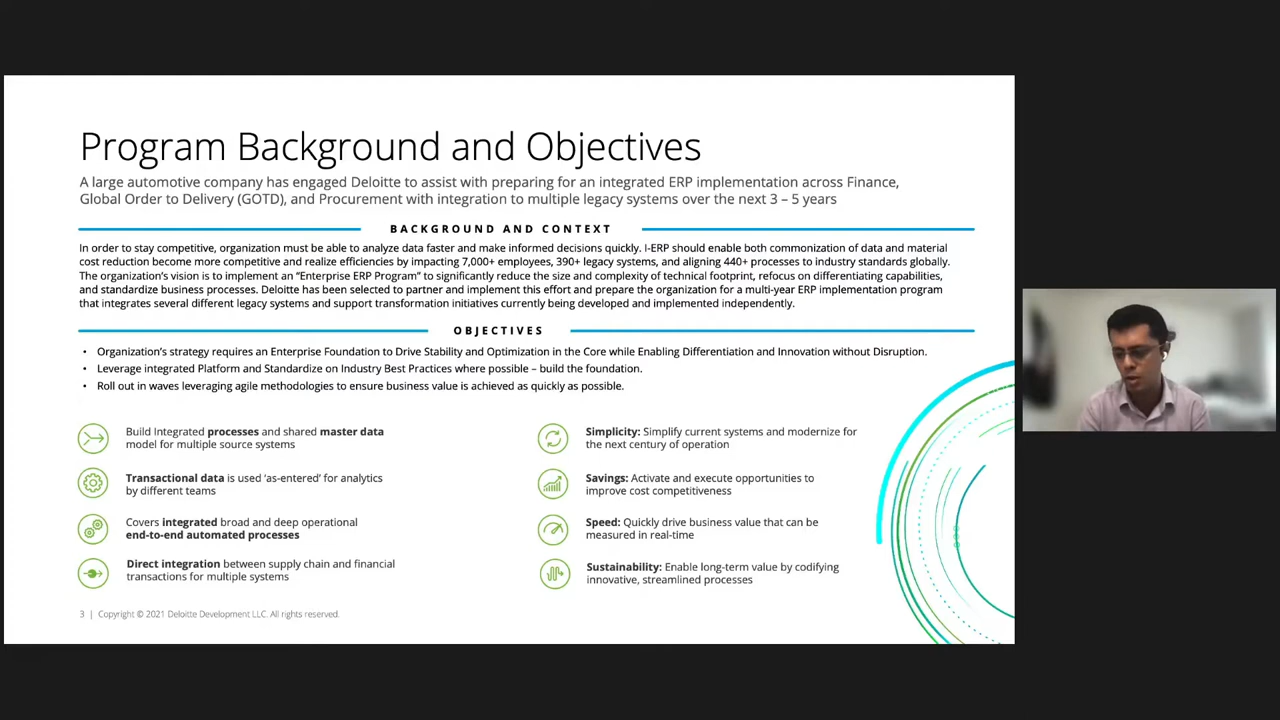 Program Background and Objectives
A large automotive company has engaged Deloitte to assist with preparing for an integrated ERP implementation across Finance,
Global Order to Delivery (GOTD), and Procurement with integration to multiple legacy systems over the next 3 – 5 years
BACKGROUND AND CONTEXT
In order to stay competitive, organization must be able to analyze data faster and make informed decisions quickly. I-ERP should enable both commonization of data and material
cost reduction become more competitive and realize efficiencies by impacting 7,000+ employees, 390+ legacy systems, and aligning 440+ processes to industry standards globally.
The organization's vision is to implement an “Enterprise ERP Program” to significantly reduce the size and complexity of technical footprint, refocus on differentiating capabilities,
and standardize business processes. Deloitte has been selected to partner and implement this effort and prepare the organization for a multi-year ERP implementation program
that integrates several different legacy systems and support transformation initiatives currently being developed and implemented independently.
OBJECTIVES
• Organization's strategy requires an Enterprise Foundation to Drive Stability and Optimization in the Core while Enabling Differentiation and Innovation without Disruption.
• Leverage integrated Platform and Standardize on Industry Best Practices where possible – build the foundation.
• Roll out in waves leveraging agile methodologies to ensure business value is achieved as quickly as possible.
Build Integrated processes and shared master data
model for multiple source systems
Transactional data is used ‘as-entered’ for analytics
by different teams
Covers integrated broad and deep operational
end-to-end automated processes
Direct integration between supply chain and financial
transactions for multiple systems
Simplicity: Simplify current systems and modernize for
the next century of operation
Savings: Activate and execute opportunities to
improve cost competitiveness
Speed: Quickly drive business value that can be
measured in real-time
Sustainability: Enable long-term value by codifying
innovative, streamlined processes
3 | Copyright © 2021 Deloitte Development LLC. All rights reserved.